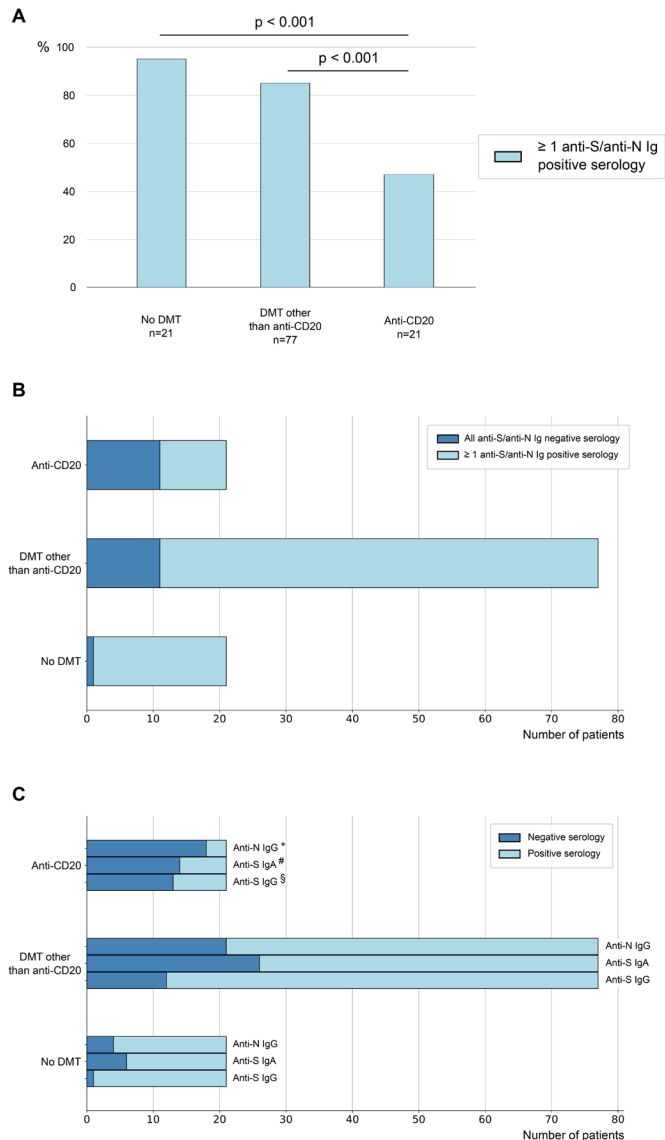 A
p < 0.001
%
100
p < 0.001
80
60
40
20
0
≥ 1 anti-S/anti-N Ig
positive serology
No DMT
n=21
DMT other
than anti-CD20
n=77
Anti-CD20
n=21
B
All anti-S/anti-N Ig negative serology
≥ 1 anti-S/anti-N Ig positive serology
Anti-CD20
DMT other
than anti-CD20
No DMT
0 10 20 30 40 50 60 70 80
Number of patients
C
Negative serology
Positive serology
Anti-CD20
Anti-N IgG *
Anti-S IgA #
Anti-S IgG §
DMT other
than anti-CD20
Anti-N IgG
Anti-S IgA
Anti-S IgG
No DMT
Anti-N IgG
Anti-S IgA
Anti-S IgG
0 10 20 30 40 50 60 70 80
Number of patients